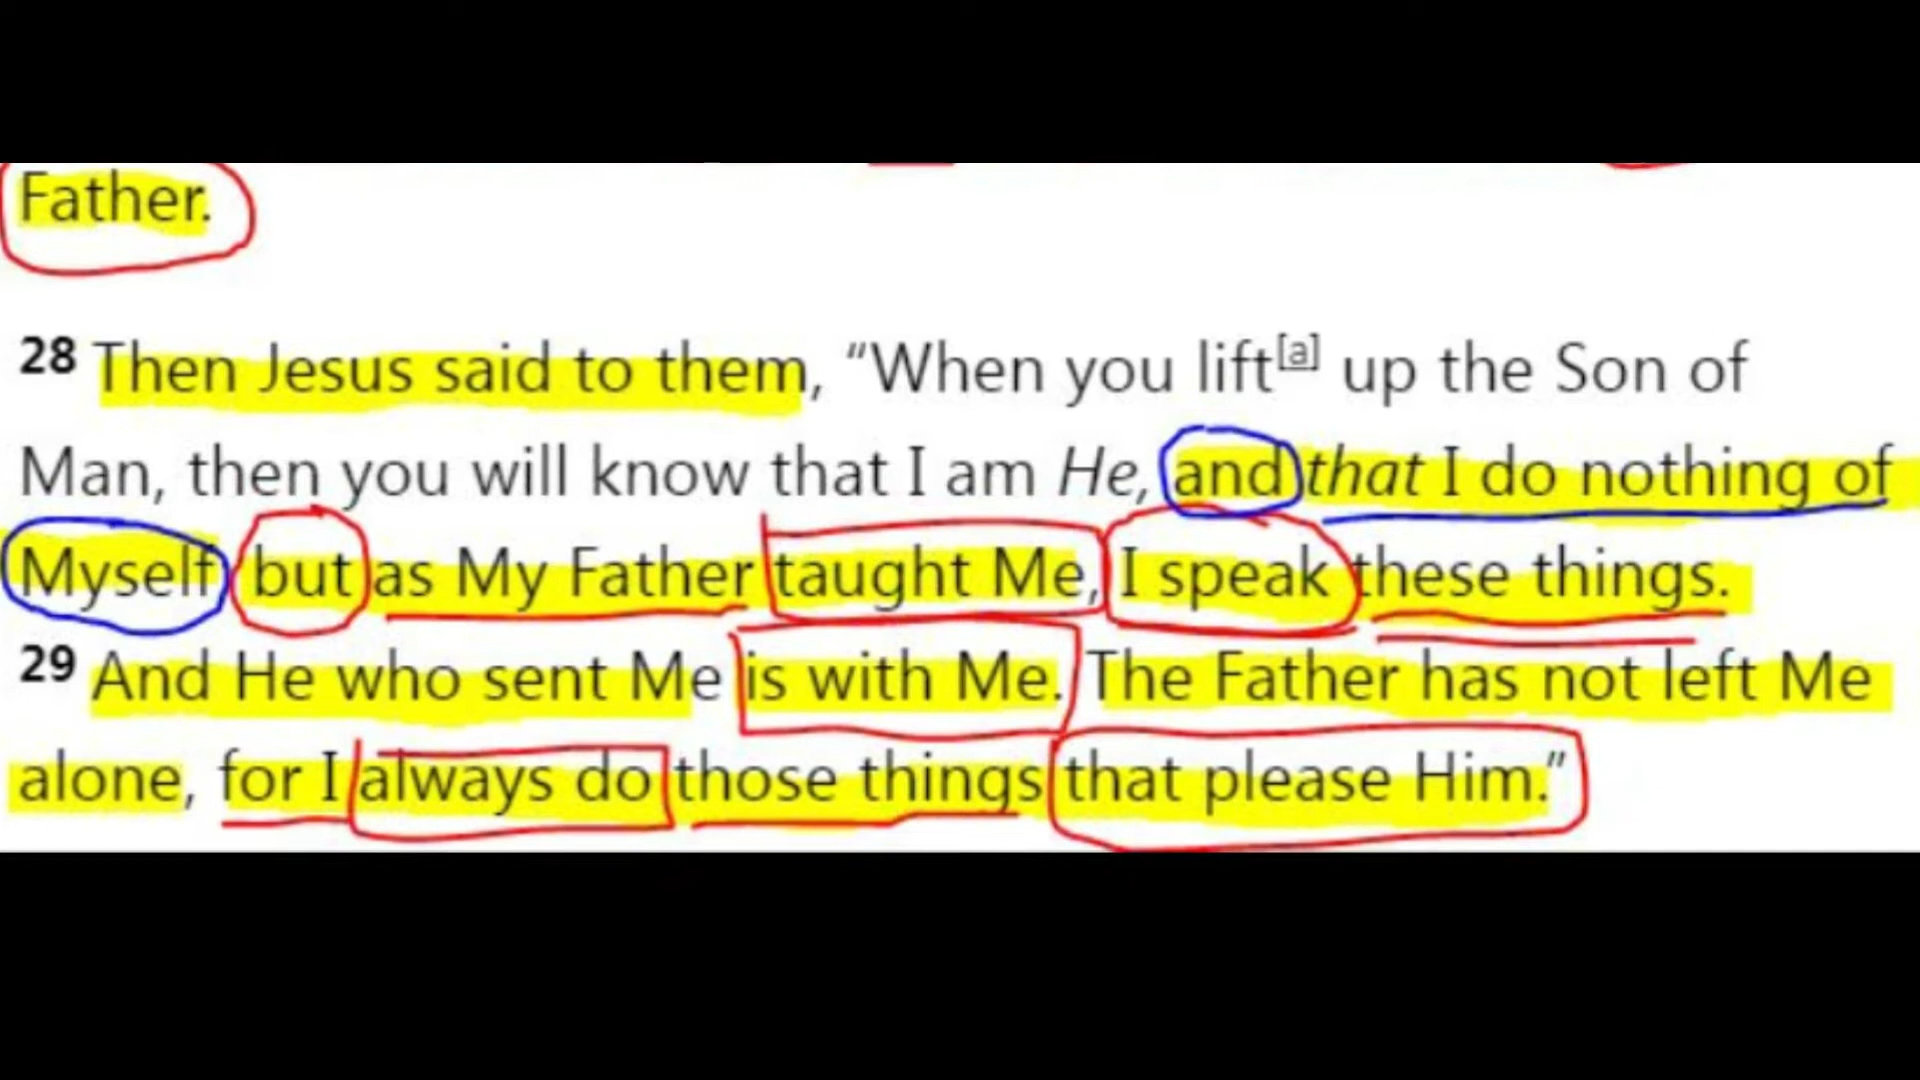 Father.
28 Then Jesus said to them, “When you lift[a] up the Son of
Man, then you will know that I am He, and that I do nothing of
Myself but as My Father taught Me, I speak these things.
29 And He who sent Me is with Me. The Father has not left Me
alone, for I always do those things that please Him.”